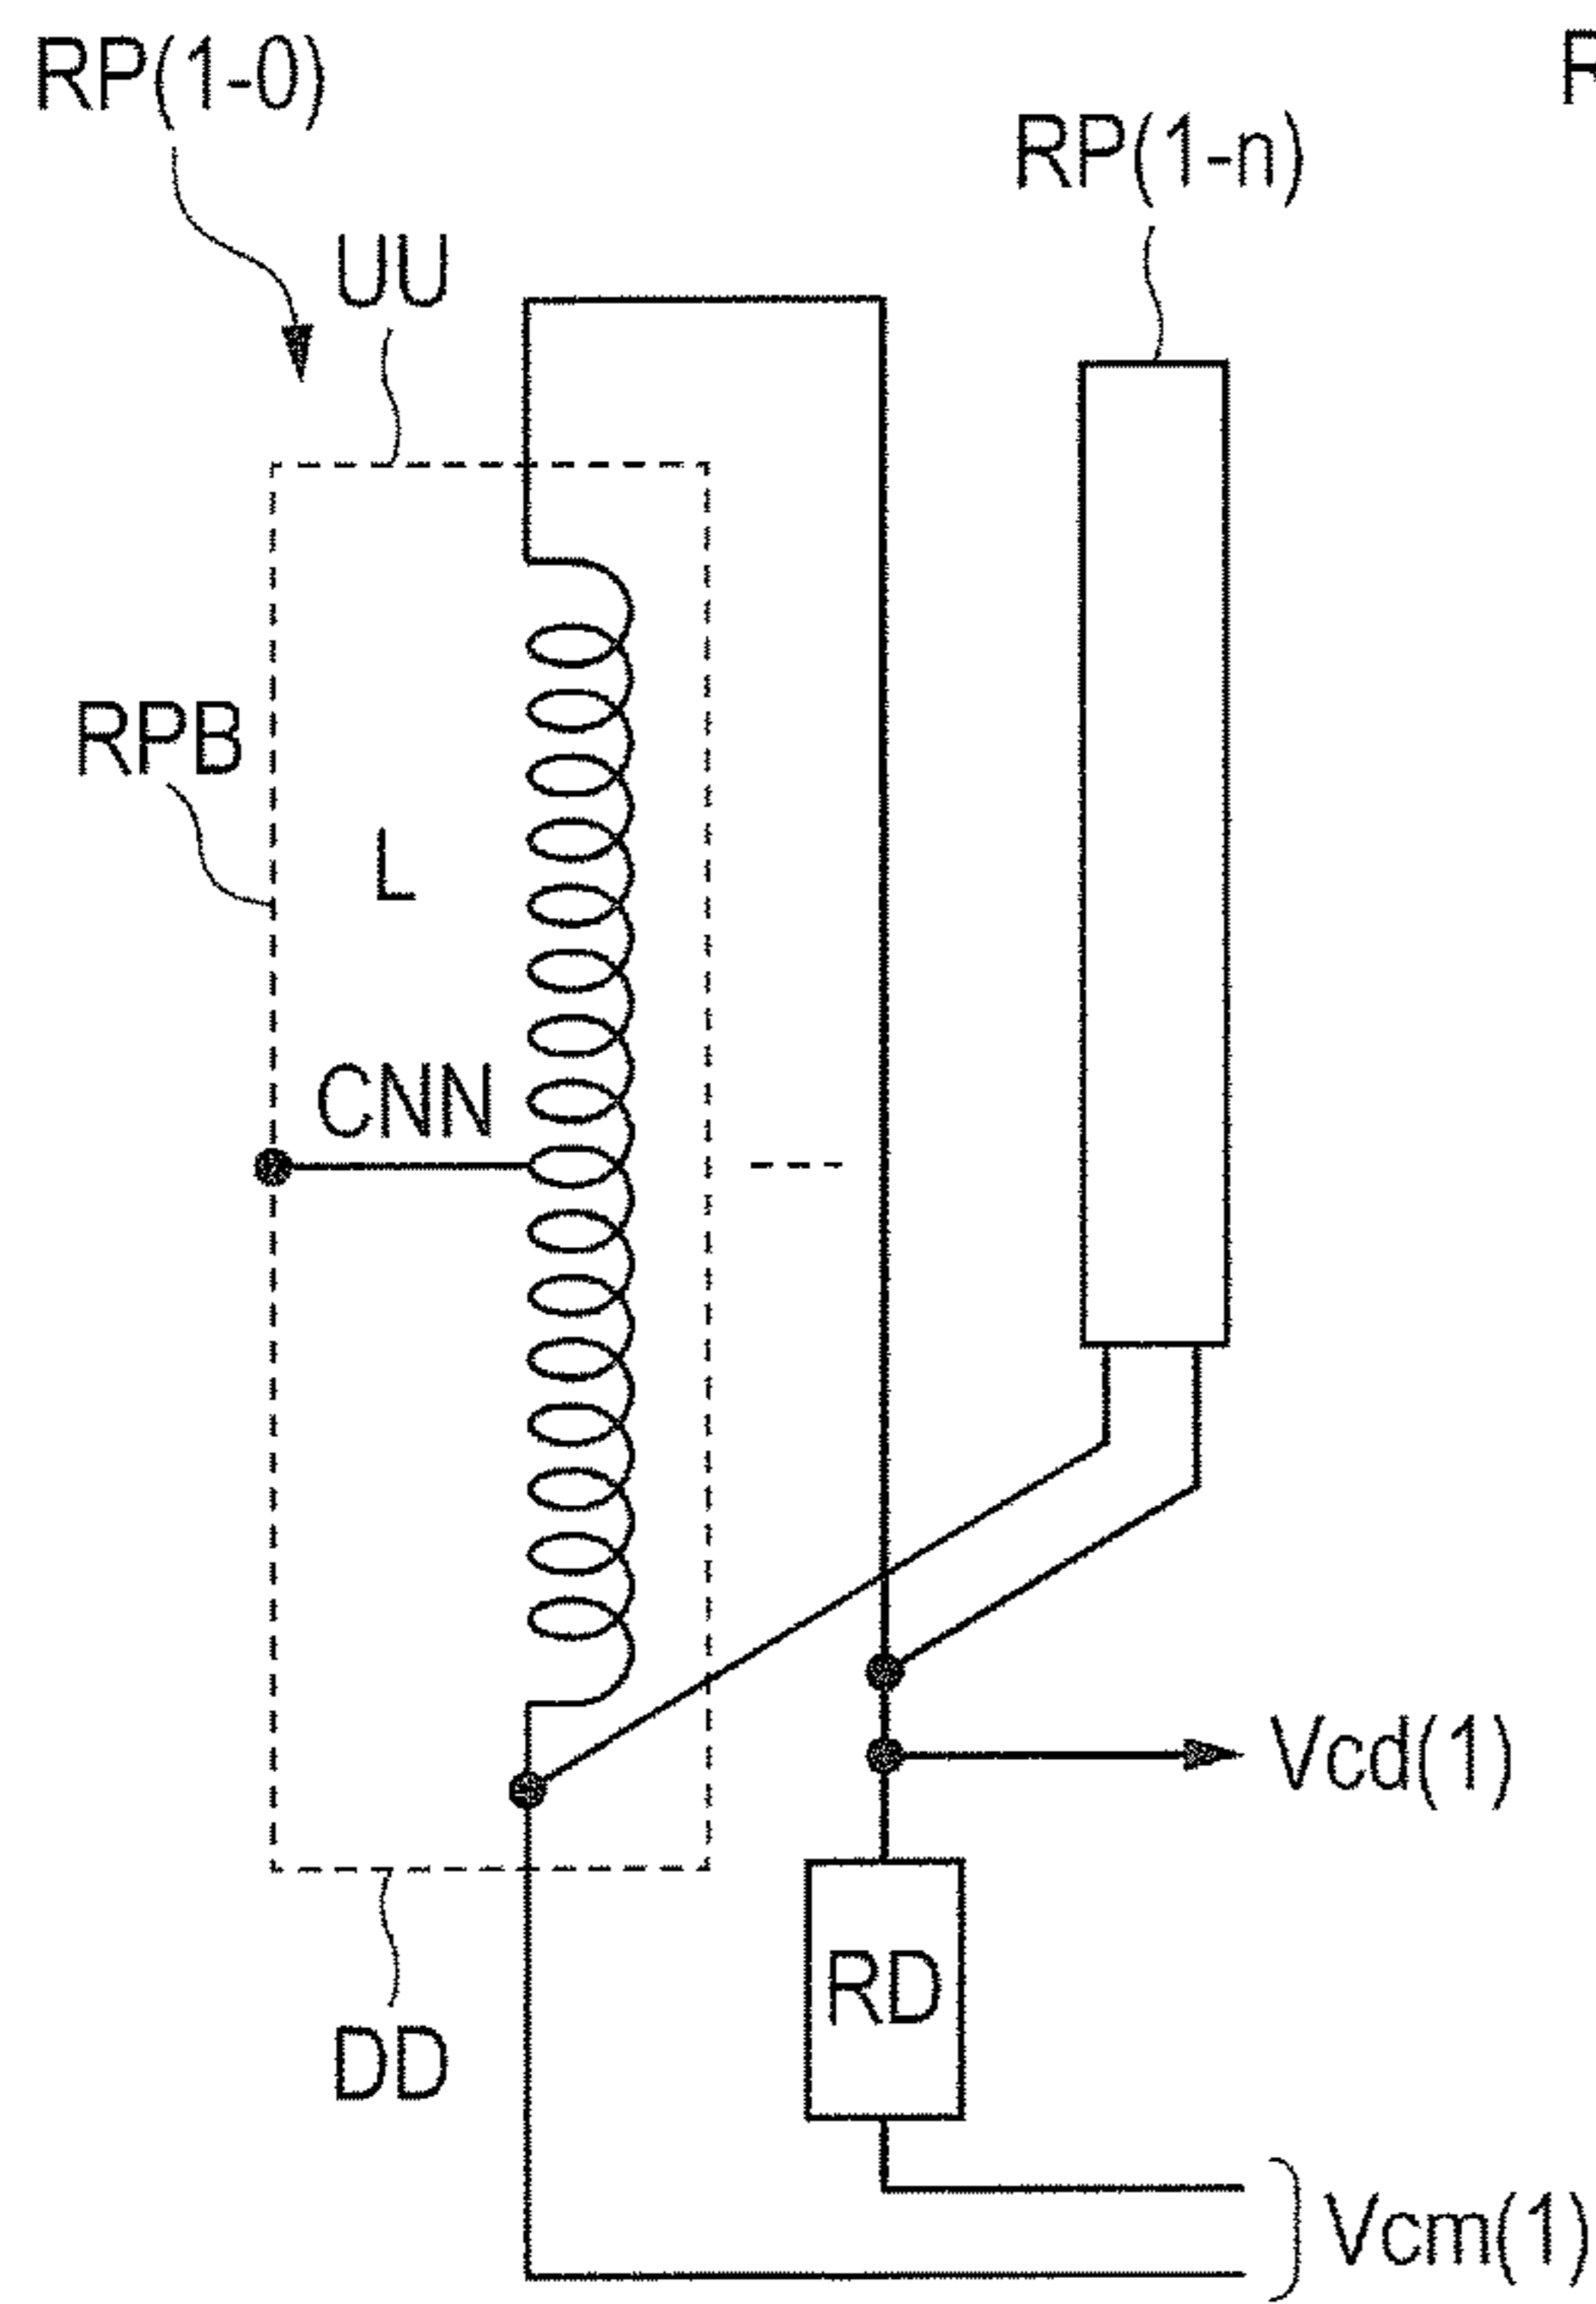 RP(1-0)
R
RP(1-n)
UU
RPB
L
CNN
Vcd(1)
RD
DD
Vcm(1)